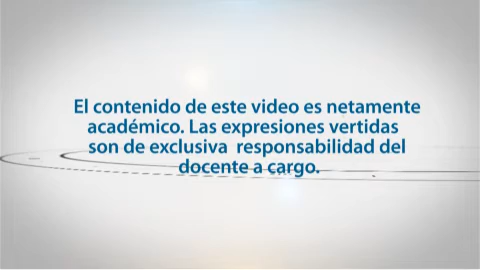 El contenido de este video es netamente
académico. Las expresiones vertidas
son de exclusiva responsabilidad del
docente a cargo.